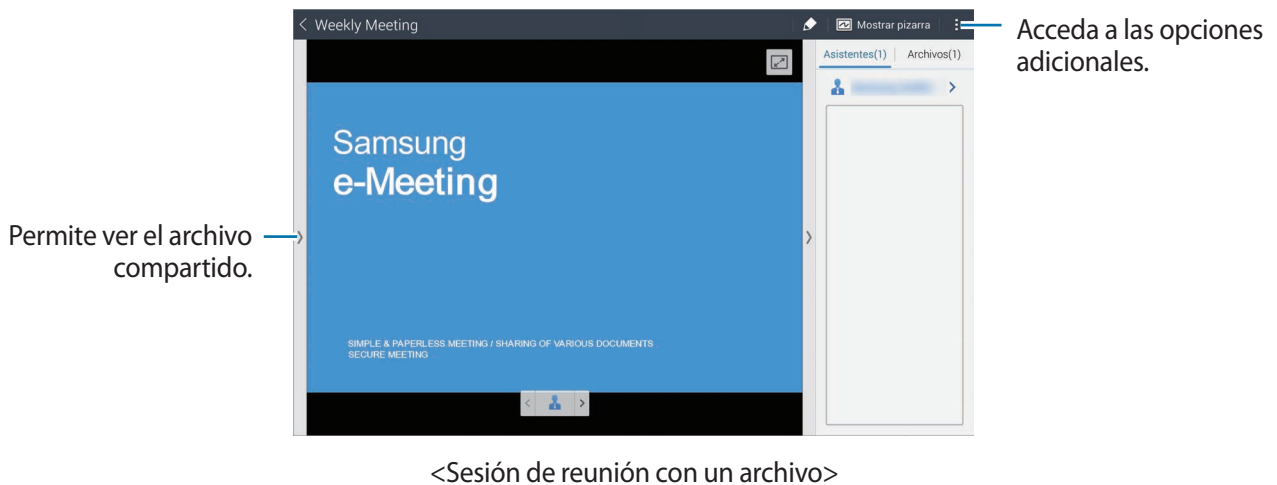 Weekly Meeting
Mostrar pizarra
Acceda a las opciones
adicionales.
Asistentes(1)
Archivos(1)
Samsung
e-Meeting
Permite ver el archivo
compartido.
SIMPLE & PAPERLESS MEETING / SHARING OF VARIOUS DOCUMENTS
SECURE MEETING
<Sesión de reunión con un archivo>